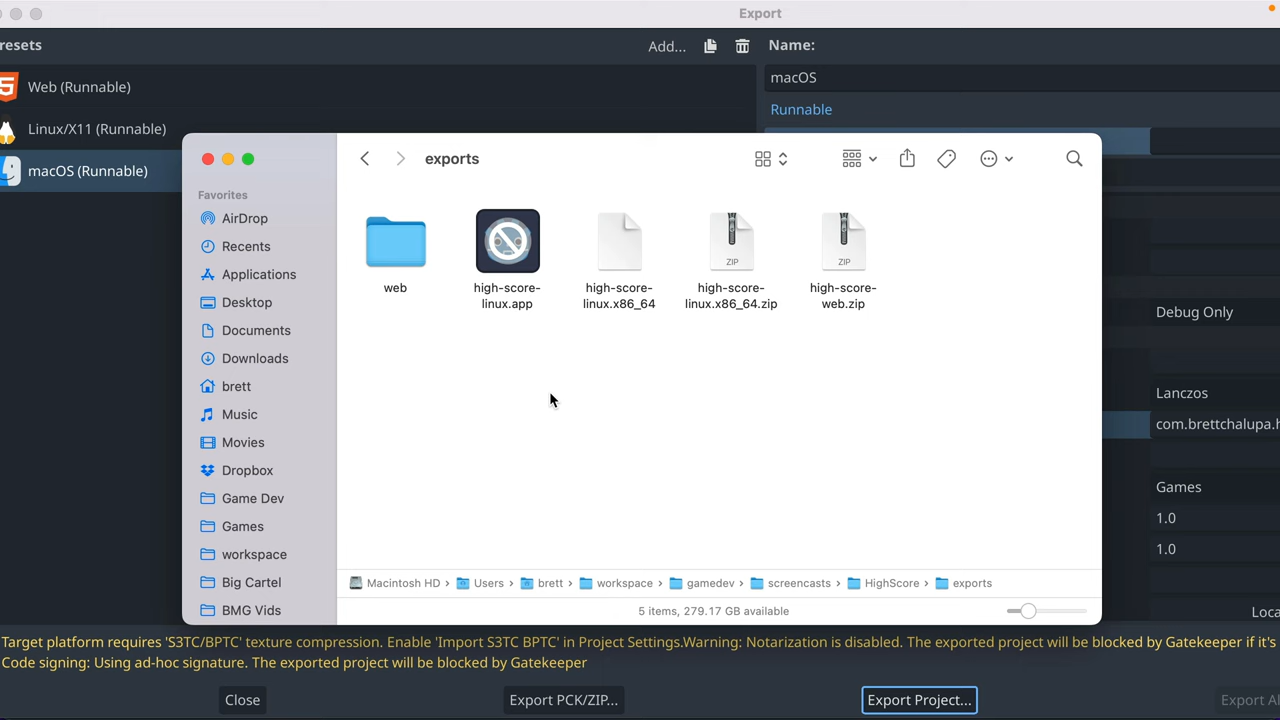 Export
resets
Add...
Name:
Web (Runnable)
macOS
Runnable
Linux/X11 (Runnable)
macOS (Runnable)
exports
Favorites
AirDrop
Recents
Applications
Desktop
Documents
Downloads
brett
Music
Movies
Dropbox
Game Dev
Games
workspace
Big Cartel
BMG Vids
ZIP
ZIP
web
high-score-
linux.app
high-score-
linux.x86_64
high-score-
linux.x86_64.zip
high-score-
web.zip
Debug Only
Lanczos
com.brettchalupa.h
Games
1.0
1.0
Loca
Macintosh HD › Users › brett › workspace › gamedev › screencasts › HighScore › exports
5 items, 279.17 GB available
Target platform requires 'S3TC/BPTC' texture compression. Enable 'Import S3TC BPTC' in Project Settings.Warning: Notarization is disabled. The exported project will be blocked by Gatekeeper if it's
Code signing: Using ad-hoc signature. The exported project will be blocked by Gatekeeper
Close
Export PCK/ZIP...
Export Project...
Export Al